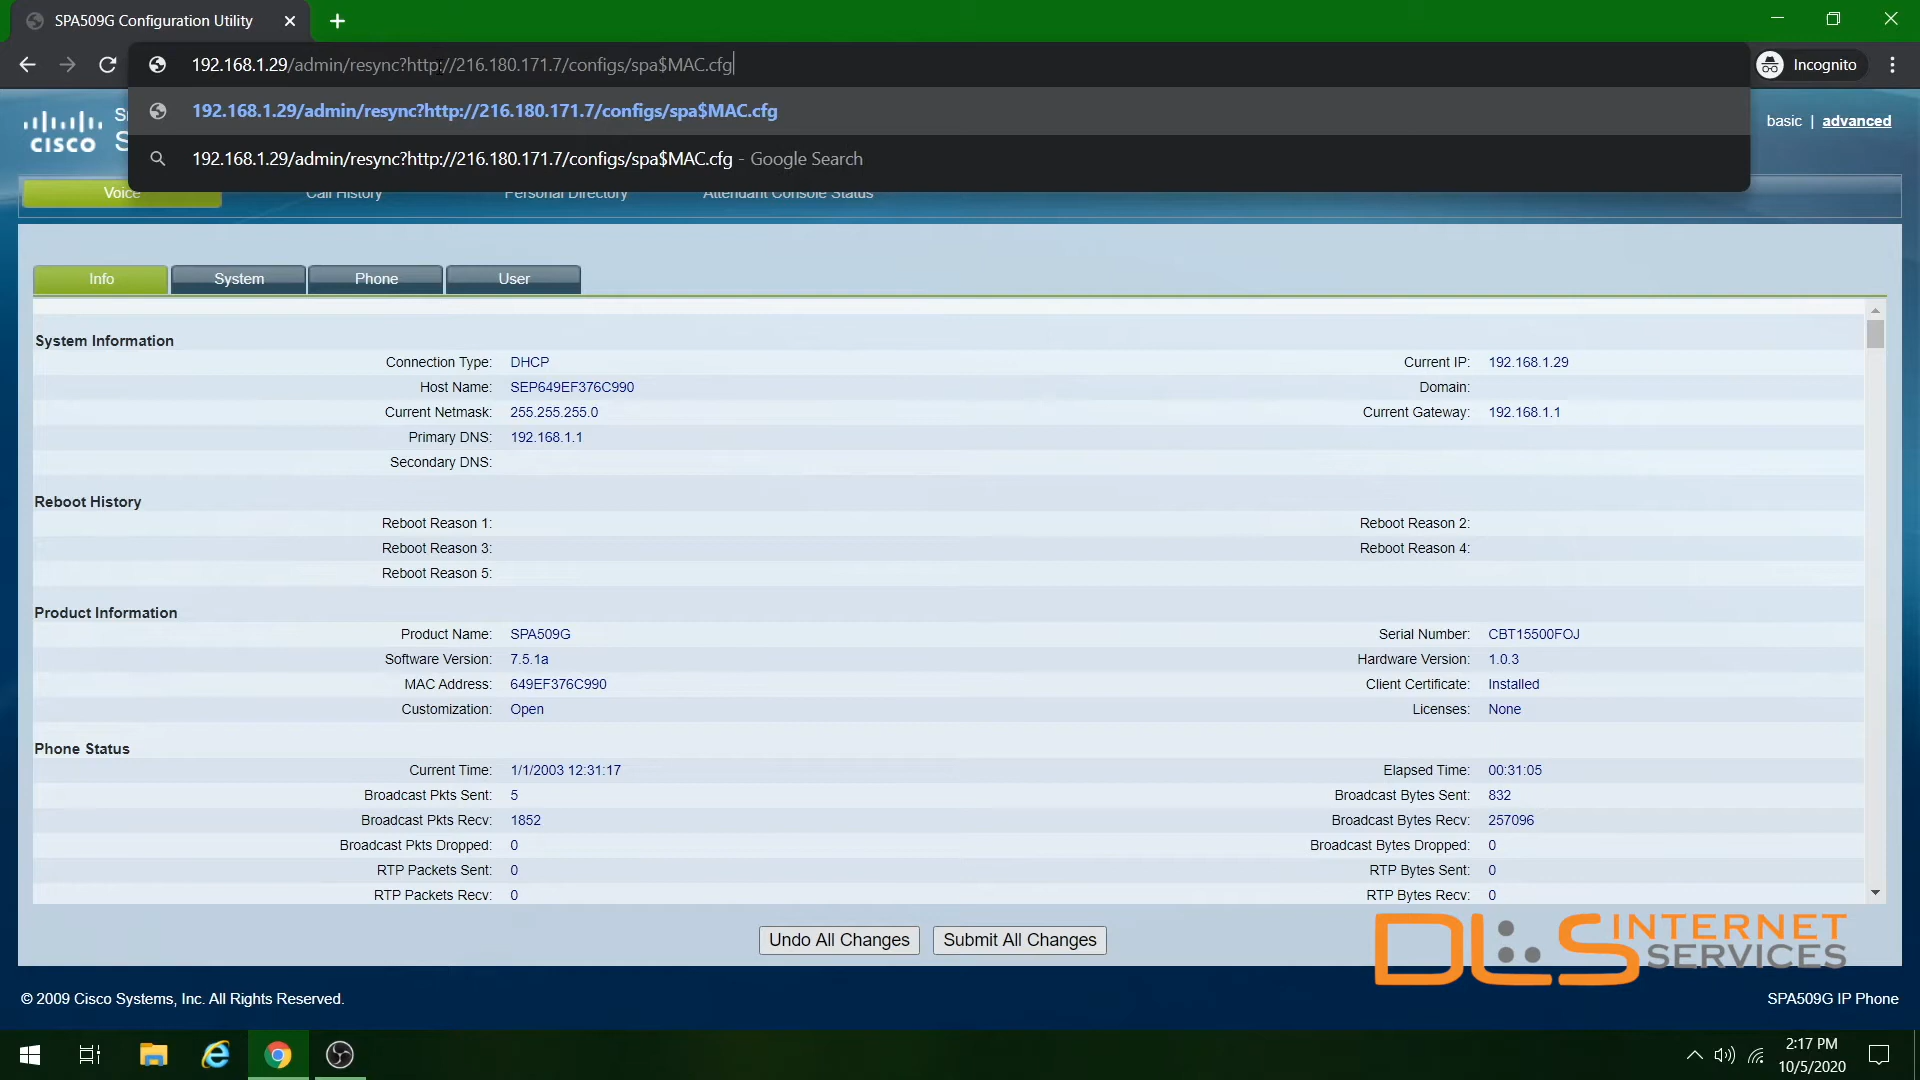 SPA509G Configuration Utility
192.168.1.29/admin/resync?http://216.180.171.7/configs/spa$MAC.cfg
Incognito
192.168.1.29/admin/resync?http://216.180.171.7/configs/spa$MAC.cfg
192.168.1.29/admin/resync?http://216.180.171.7/configs/spa$MAC.cfg - Google Search
cisco
basic | advanced
Voice Call History Personal Directory Attendant Console Status
Info System Phone User
System Information
Connection Type: DHCP Current IP: 192.168.1.29
Host Name: SEP649EF376C990 Domain:
Current Netmask: 255.255.255.0 Current Gateway: 192.168.1.1
Primary DNS: 192.168.1.1
Secondary DNS:
Reboot History
Reboot Reason 1: Reboot Reason 2:
Reboot Reason 3: Reboot Reason 4:
Reboot Reason 5:
Product Information
Product Name: SPA509G Serial Number: CBT15500FOJ
Software Version: 7.5.1a Hardware Version: 1.0.3
MAC Address: 649EF376C990 Client Certificate: Installed
Customization: Open Licenses: None
Phone Status
Current Time: 1/1/2003 12:31:17 Elapsed Time: 00:31:05
Broadcast Pkts Sent: 5 Broadcast Bytes Sent: 832
Broadcast Pkts Recv: 1852 Broadcast Bytes Recv: 257096
Broadcast Pkts Dropped: 0 Broadcast Bytes Dropped: 0
RTP Packets Sent: 0 RTP Bytes Sent: 0
RTP Packets Recv: 0 RTP Bytes Recv: 0
Undo All Changes Submit All Changes
DLS INTERNET SERVICES
© 2009 Cisco Systems, Inc. All Rights Reserved. SPA509G IP Phone
2:17 PM
10/5/2020